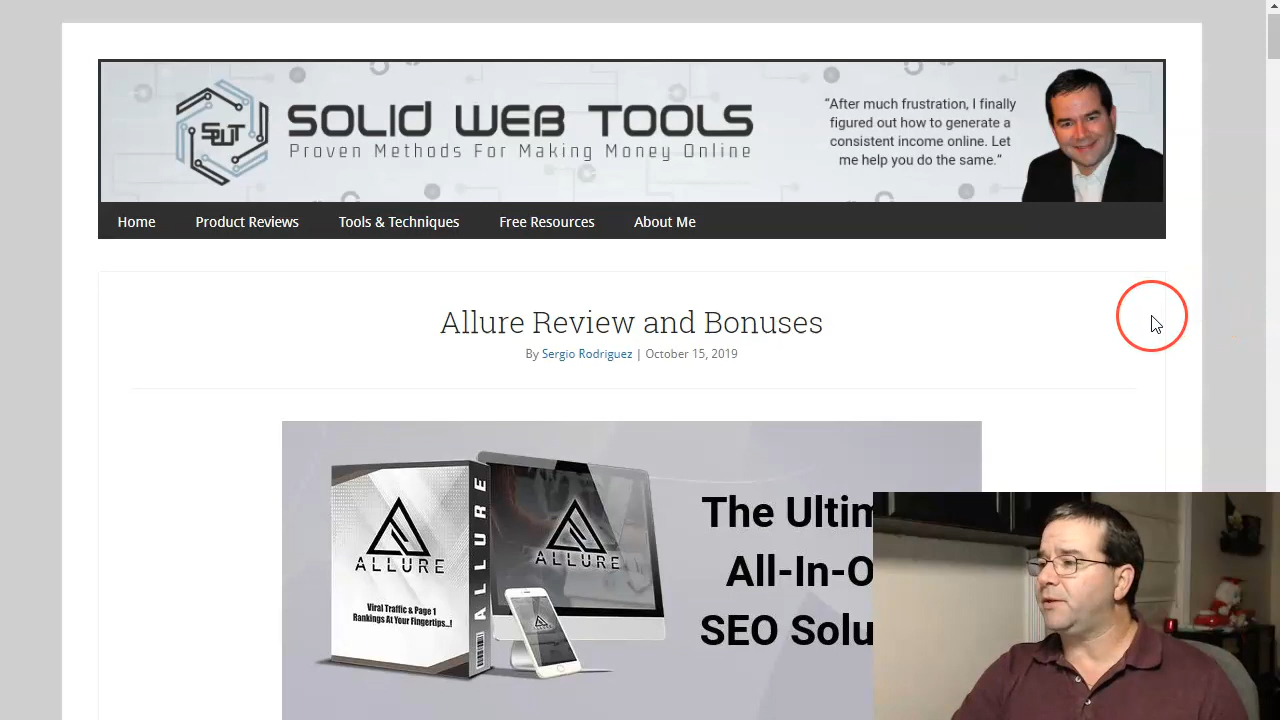 SWT
SOLID WEB TOOLS
Proven Methods For Making Money Online
“After much frustration, I finally
figured out how to generate a
consistent income online. Let
me help you do the same.”
Home Product Reviews Tools & Techniques Free Resources About Me
Allure Review and Bonuses
By Sergio Rodriguez | October 15, 2019
ALLURE
Viral Traffic & Page 1
Rankings At Your Fingertips..!
ALLURE
ALLURE
The Ultim
All-In-O
SEO Solu